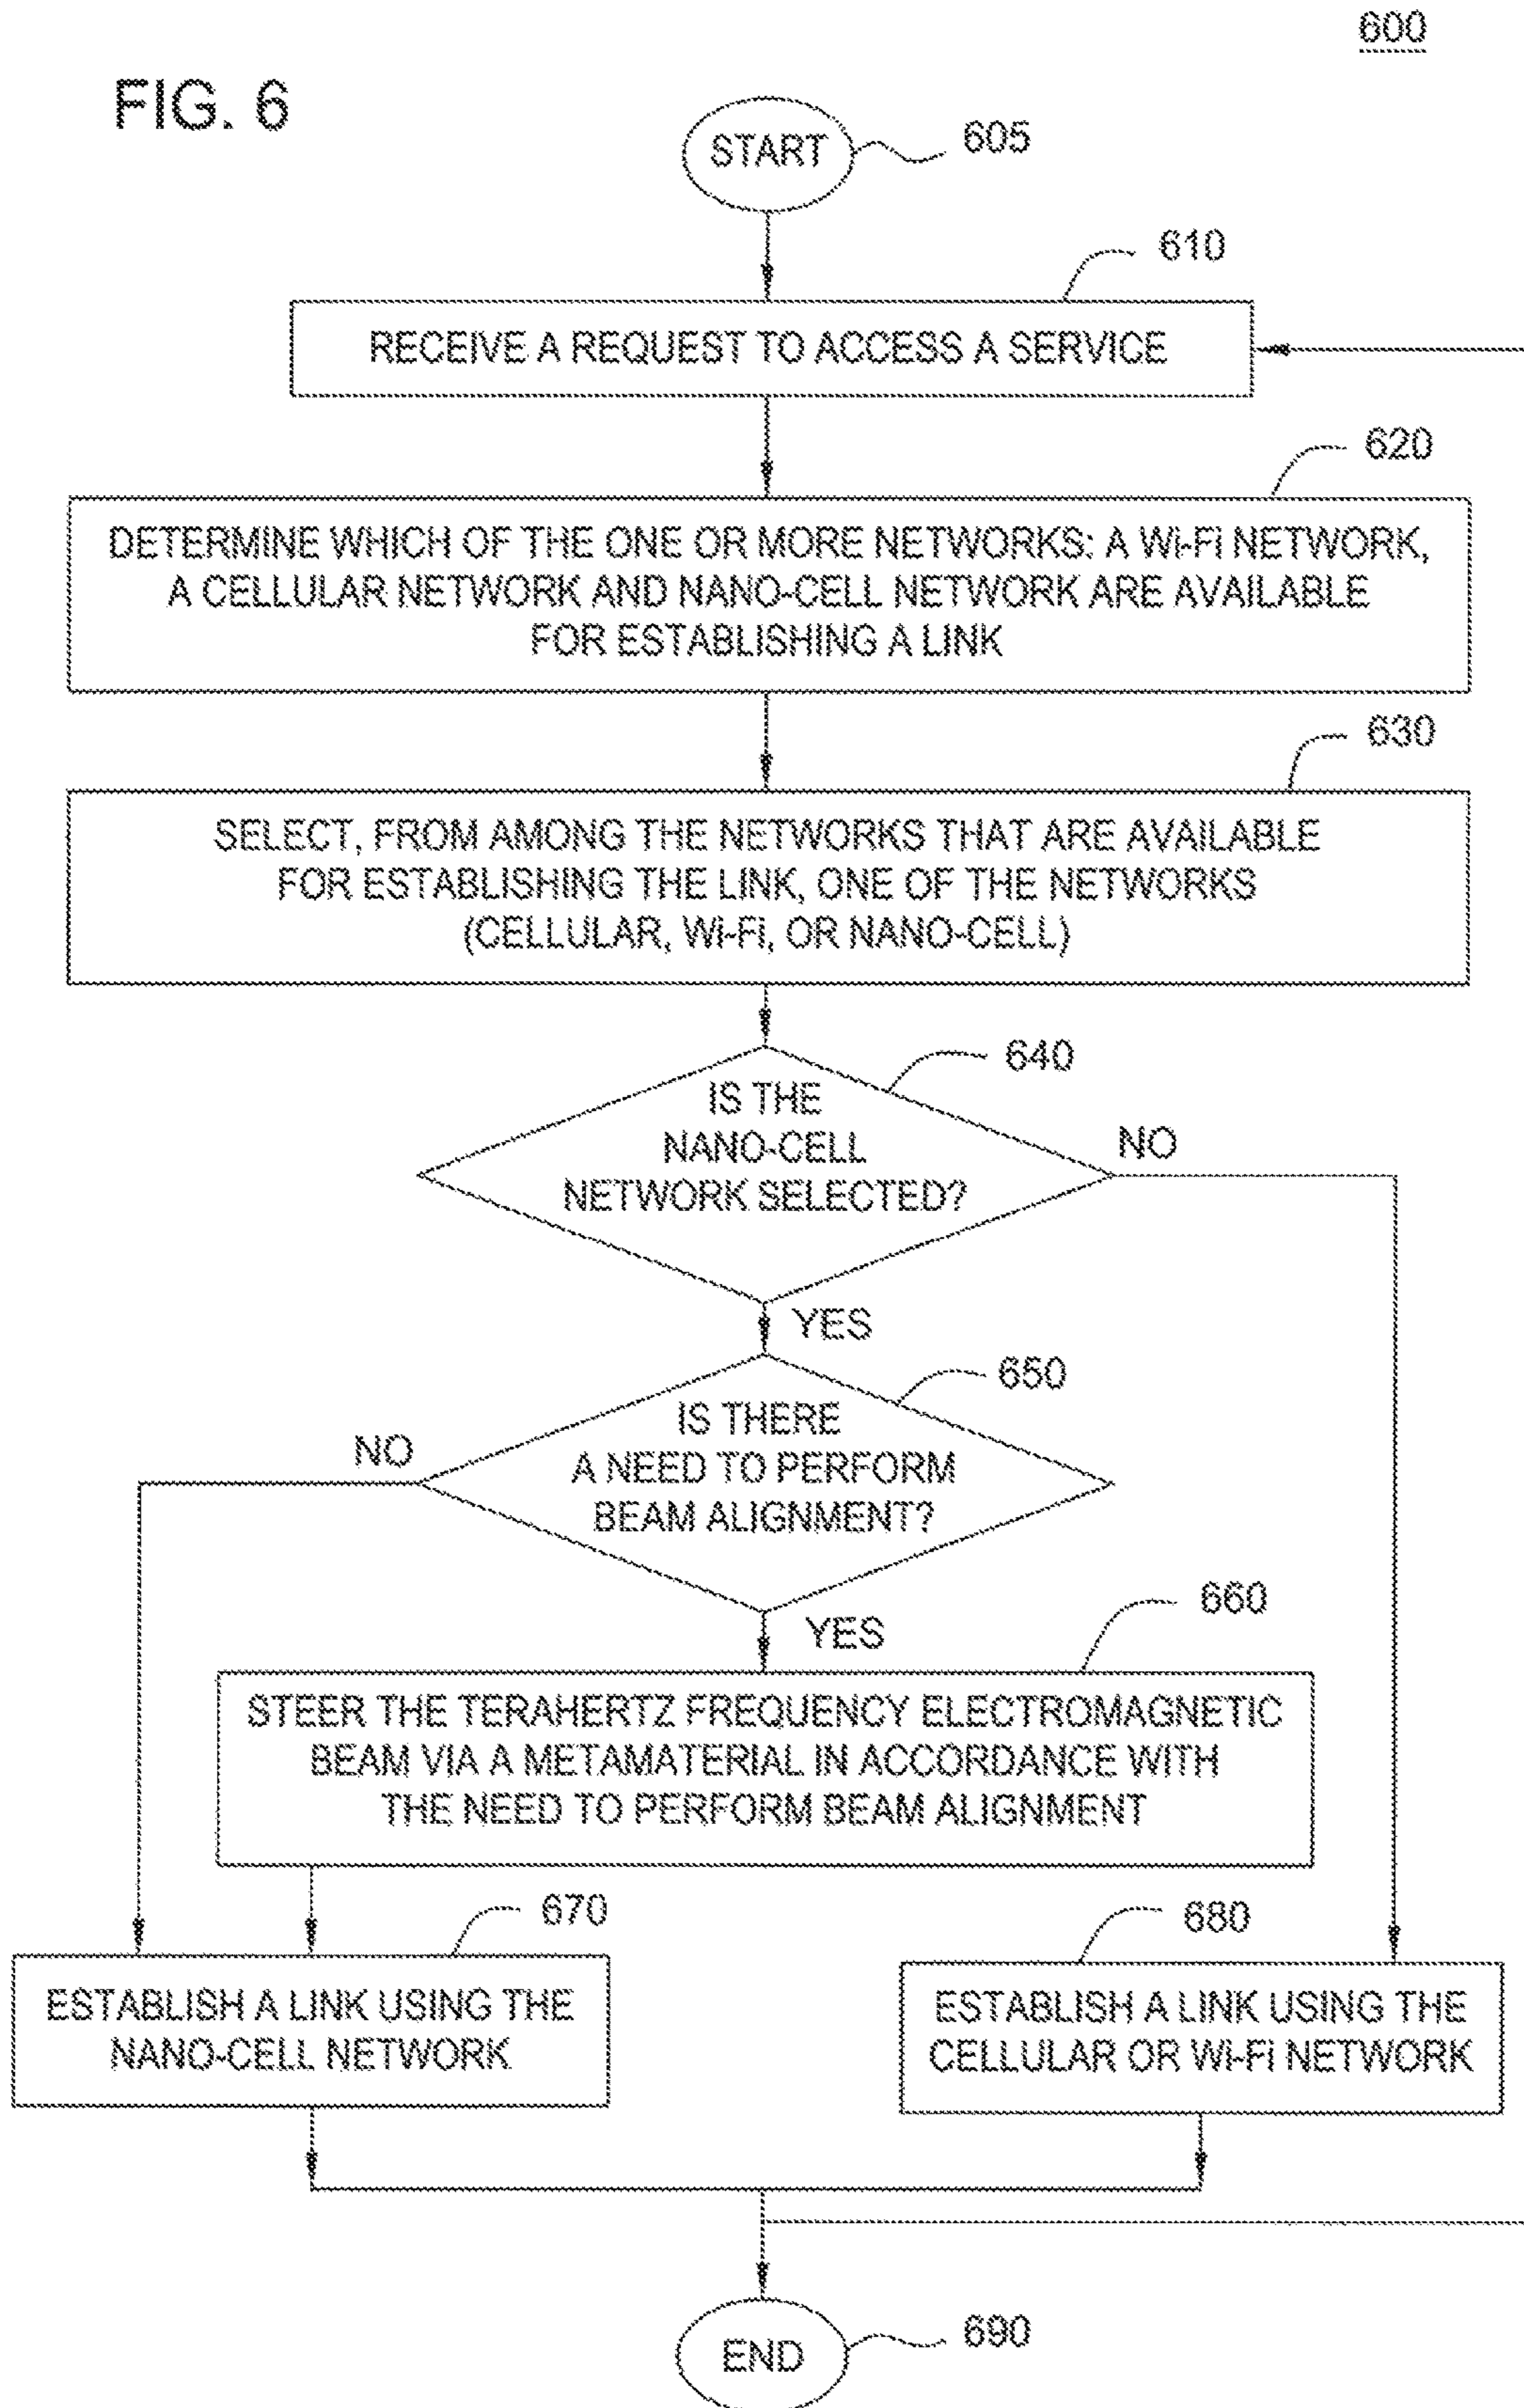 600
FIG. 6
START
605
610
RECEIVE A REQUEST TO ACCESS A SERVICE
620
DETERMINE WHICH OF THE ONE OR MORE NETWORKS: A Wi-Fi NETWORK,
A CELLULAR NETWORK AND NANO-CELL NETWORK ARE AVAILABLE
FOR ESTABLISHING A LINK
630
SELECT, FROM AMONG THE NETWORKS THAT ARE AVAILABLE
FOR ESTABLISHING THE LINK, ONE OF THE NETWORKS
(CELLULAR, Wi-Fi, OR NANO-CELL)
640
IS THE
NANO-CELL
NETWORK SELECTED?
NO
YES
650
IS THERE
A NEED TO PERFORM
BEAM ALIGNMENT?
NO
YES
660
STEER THE TERAHERTZ FREQUENCY ELECTROMAGNETIC
BEAM VIA A METAMATERIAL IN ACCORDANCE WITH
THE NEED TO PERFORM BEAM ALIGNMENT
670
ESTABLISH A LINK USING THE
NANO-CELL NETWORK
680
ESTABLISH A LINK USING THE
CELLULAR OR Wi-Fi NETWORK
END
690